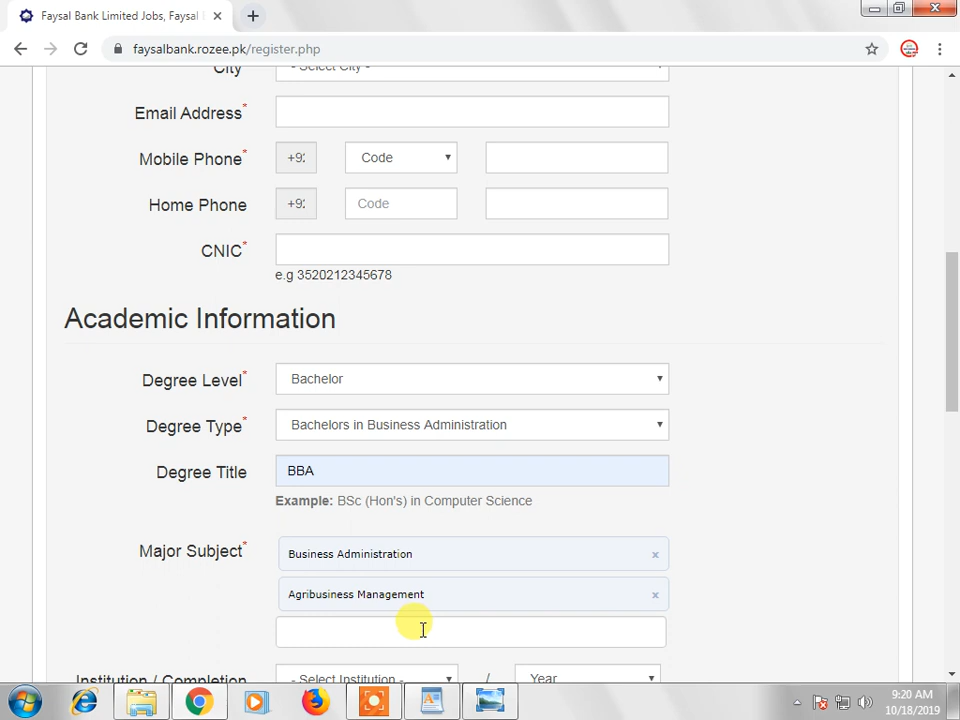 Faysal Bank Limited Jobs, Faysal
faysalbank.rozee.pk/register.php
City - Select City -
Email Address*
Mobile Phone* +92 Code
Home Phone +92 Code
CNIC*
e.g 3520212345678
Academic Information
Degree Level* Bachelor
Degree Type* Bachelors in Business Administration
Degree Title BBA
Example: BSc (Hon's) in Computer Science
Major Subject* Business Administration x
Agribusiness Management x
Institution / Completion - Select Institution - / Year
9:20 AM
10/18/2019